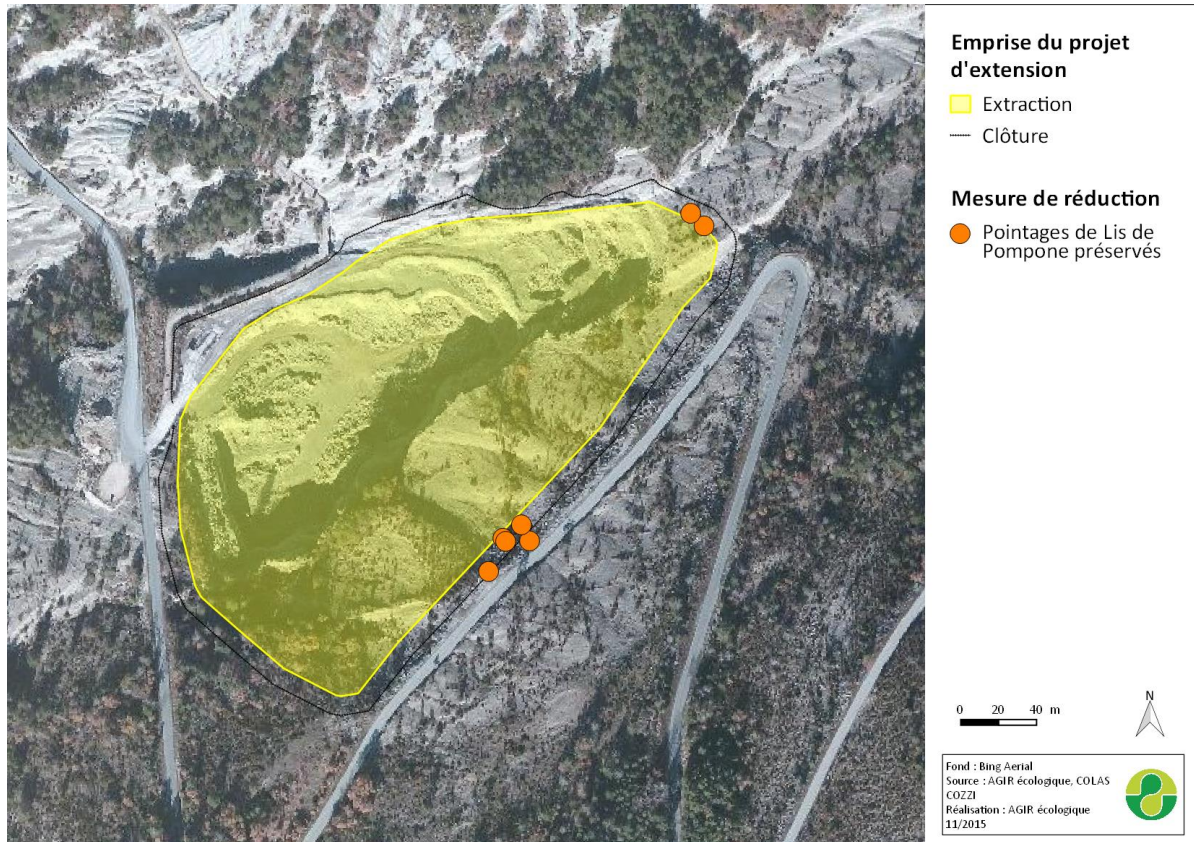 Emprise du projet
d'extension
Extraction
Clôture
Mesure de réduction
Pointages de Lis de
Pompone préservés
0 20 40 m
N
Fond : Bing Aerial
Source : AGIR écologique, COLAS
COZZI
Réalisation : AGIR écologique
11/2015